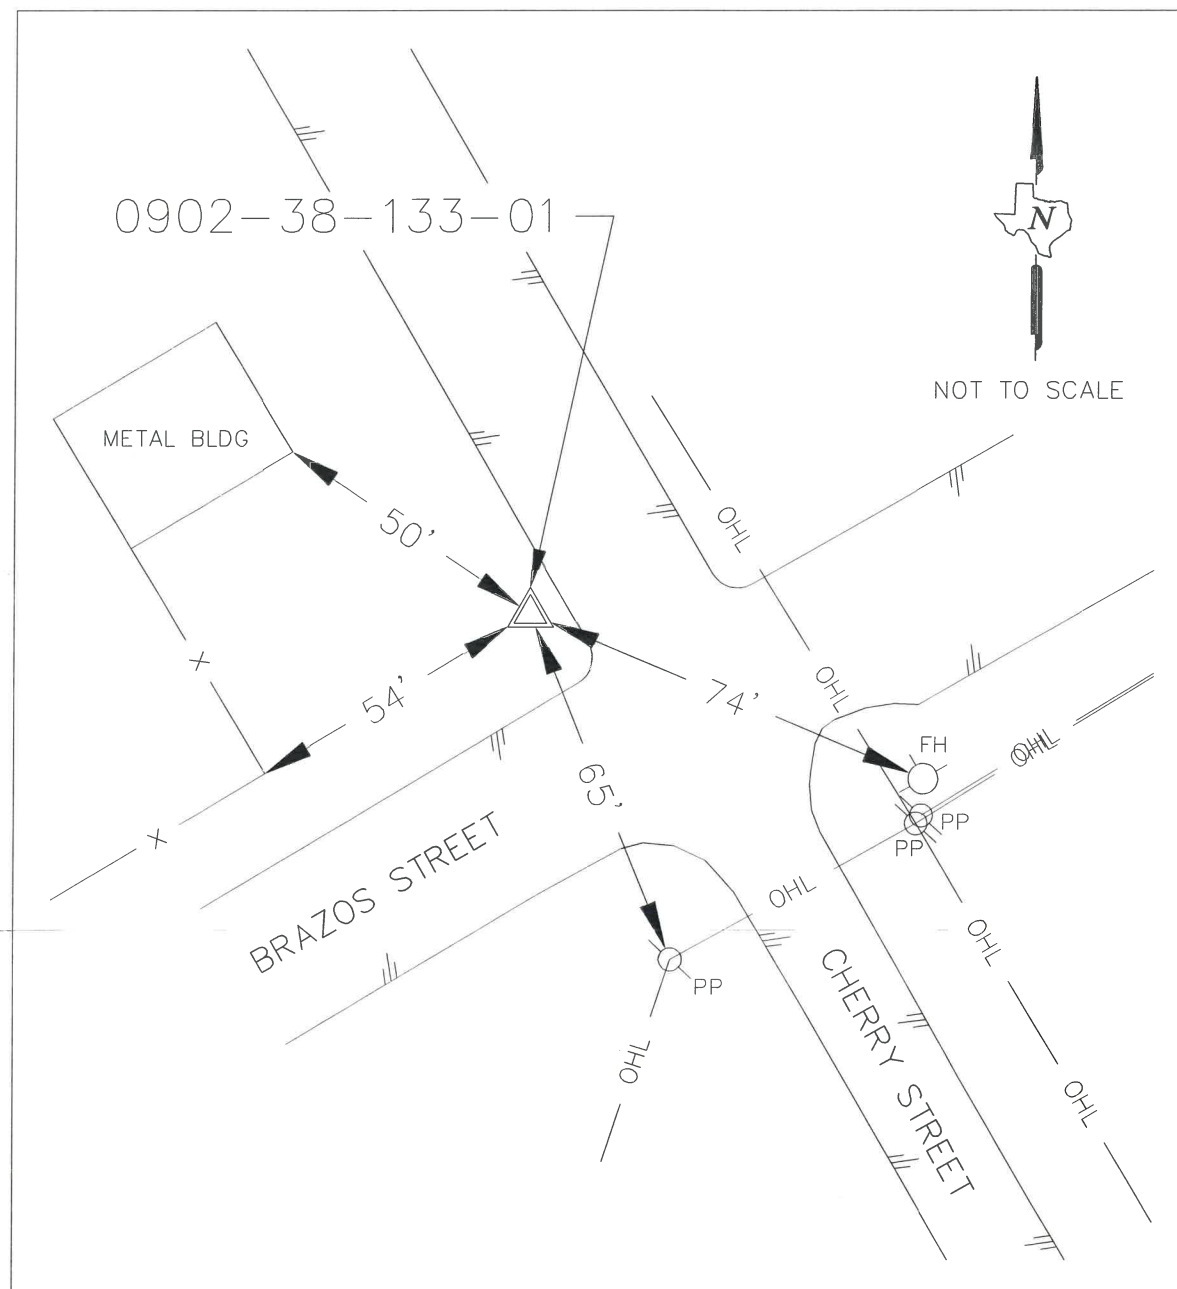 0902-38-133-01
N
NOT TO SCALE
METAL BLDG
50'
OHL
X
54'
74'
OHL
FH
OHL
OHL
65'
X
PP
PP
BRAZOS STREET
OHL
OHL
PP
CHERRY STREET
OHL
OHL